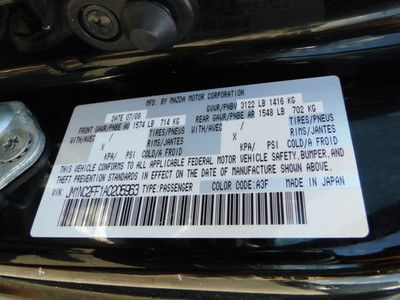 MFD. BY MAZDA MOTOR CORPORATION
DATE 07/09 GVWR/PNBV 3122 LB 1416 KG
FRONT GAWR/PNBE AV 1574 LB 714 KG REAR GAWR/PNBE AR 1548 LB 702 KG
WITH/AVEC / TIRES/PNEUS WITH/AVEC / TIRES/PNEUS
X RIMS/JANTES X RIMS/JANTES
KPA/ PSI COLD/A FROID KPA/ PSI COLD/A FROID
THIS VEHICLE CONFORMS TO ALL APPLICABLE FEDERAL MOTOR VEHICLE SAFETY, BUMPER, AND
THEFT PREVENTION STANDARDS IN EFFECT ON THE DATE OF MANUFACTURE SHOWN ABOVE.
VIN: JM1NC2FF1A0205963 TYPE: PASSENGER COLOR CODE: A3F MADE IN JAPAN